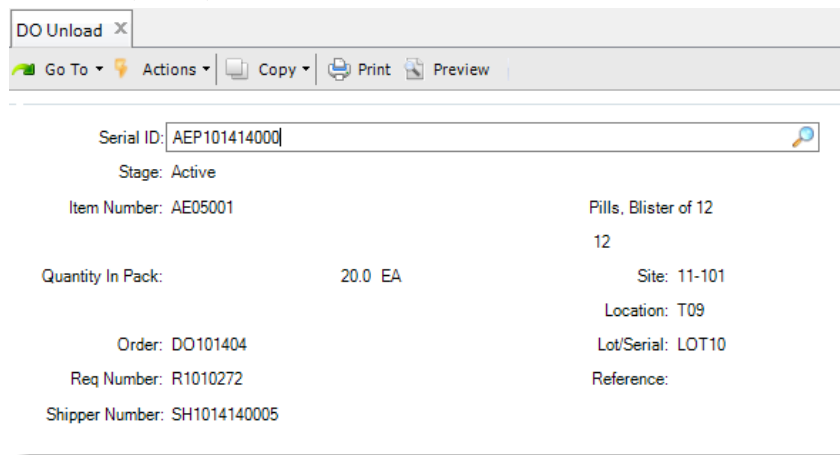 DO Unload X
Go To Actions Copy Print Preview
Serial ID: AEP101414000
Stage: Active
Item Number: AE05001 Pills, Blister of 12
12
Quantity In Pack: 20.0 EA Site: 11-101
Location: T09
Order: DO101404 Lot/Serial: LOT10
Req Number: R1010272 Reference:
Shipper Number: SH1014140005